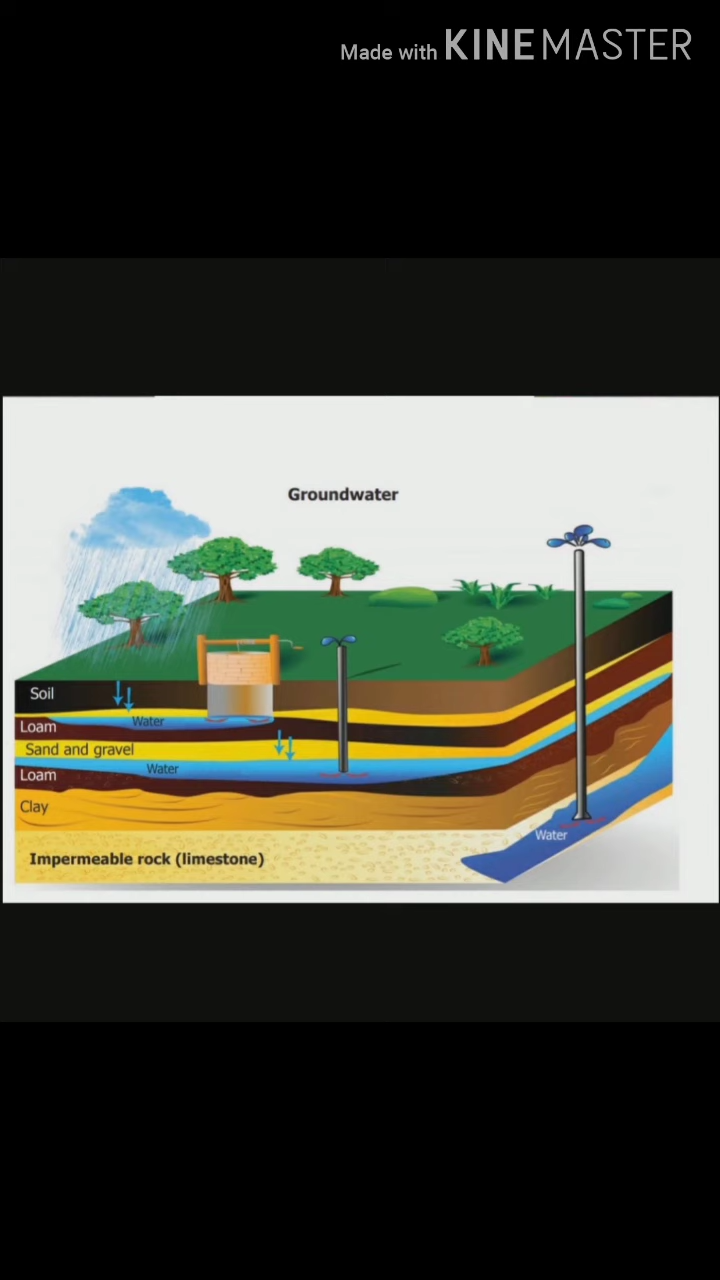 Made with KINEMASTER
Groundwater
Soil
Water
Loam
Sand and gravel
Water
Loam
Clay
Water
Impermeable rock (limestone)